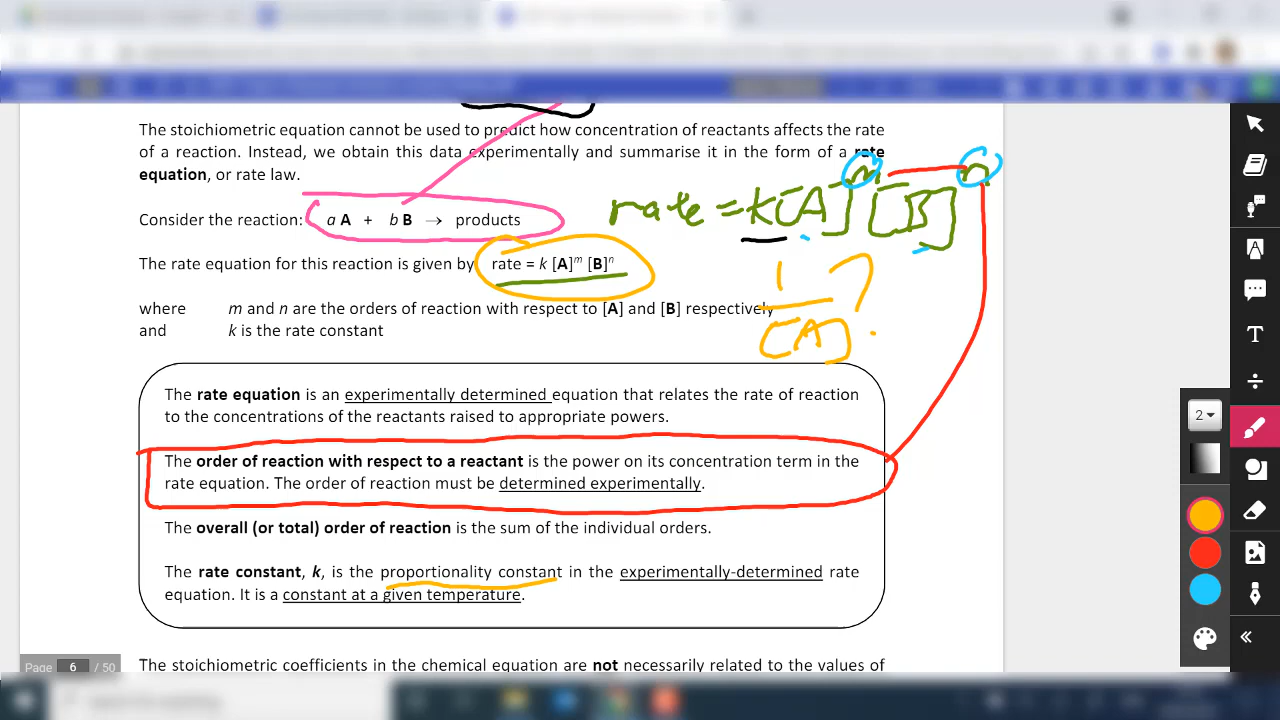 The stoichiometric equation cannot be used to predict how concentration of reactants affects the rate
of a reaction. Instead, we obtain this data experimentally and summarise it in the form of a rate
equation, or rate law.
rate = k[A]ᵐ [B]ⁿ
Consider the reaction: a A + b B → products
The rate equation for this reaction is given by rate = k [A]ᵐ [B]ⁿ
1/[A] ?
where m and n are the orders of reaction with respect to [A] and [B] respectively
and k is the rate constant
The rate equation is an experimentally determined equation that relates the rate of reaction
to the concentrations of the reactants raised to appropriate powers.
The order of reaction with respect to a reactant is the power on its concentration term in the
rate equation. The order of reaction must be determined experimentally.
The overall (or total) order of reaction is the sum of the individual orders.
The rate constant, k, is the proportionality constant in the experimentally-determined rate
equation. It is a constant at a given temperature.
The stoichiometric coefficients in the chemical equation are not necessarily related to the values of
Page 6 / 50
2
T